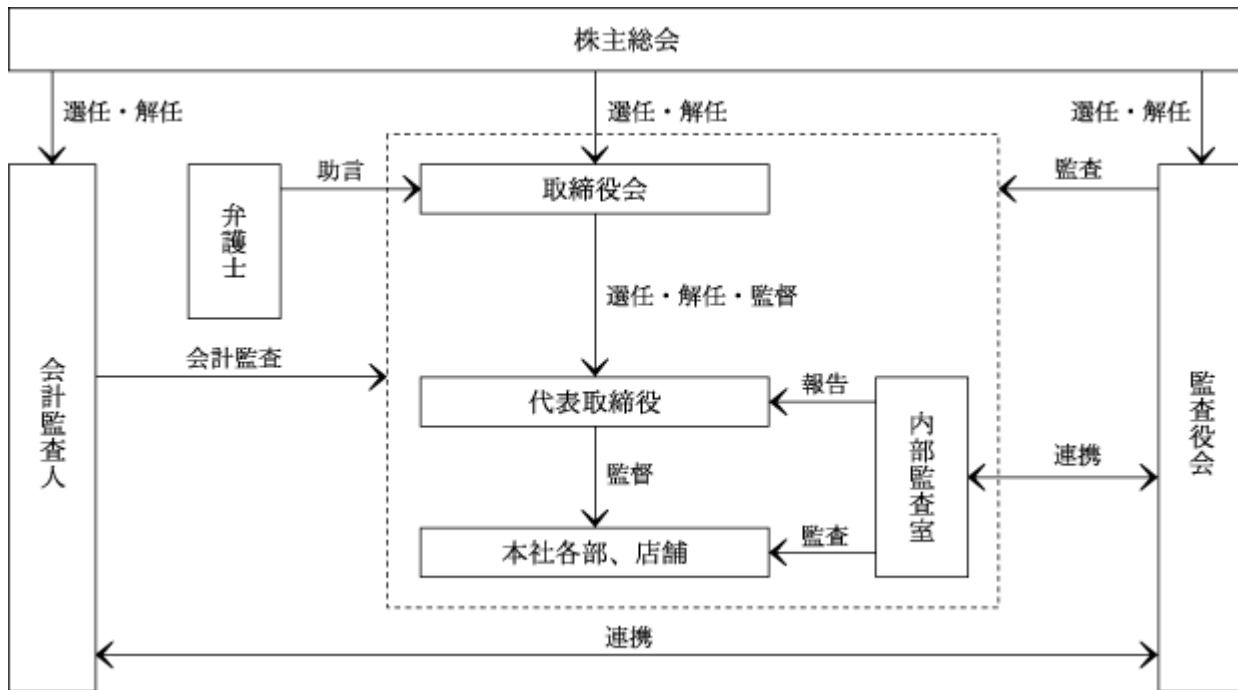 株主総会
選任・解任
選任・解任
選任・解任
助言
取締役会
監査
弁護士
選任・解任・監督
会計監査
会計監査人
代表取締役
報告
内部監査室
連携
監査役会
監督
本社各部、店舗
監査
連携